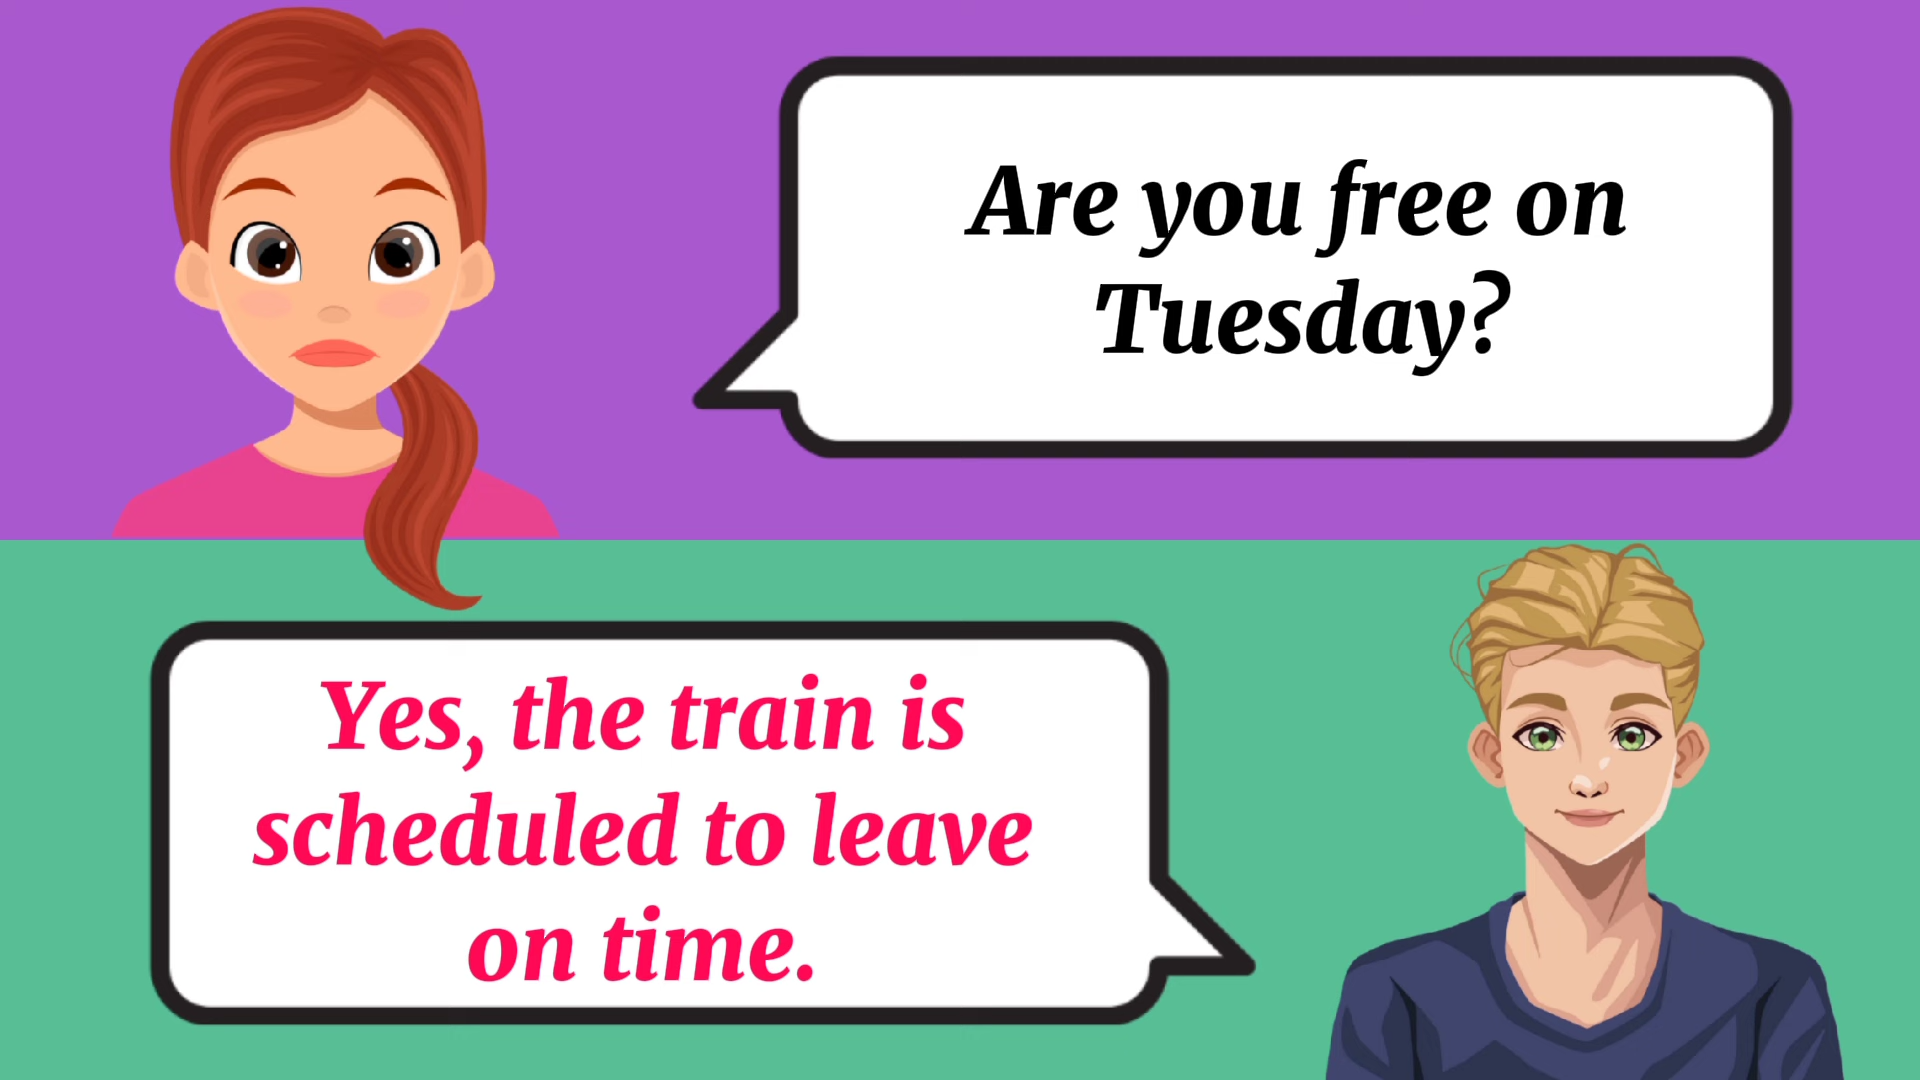 Are you free on
Tuesday?
Yes, the train is
scheduled to leave
on time.